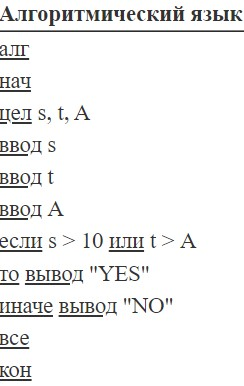 Алгоритмический язык
алг
нач
цел s, t, A
ввод s
ввод t
ввод A
если s > 10 или t > A
то вывод "YES"
иначе вывод "NO"
все
кон